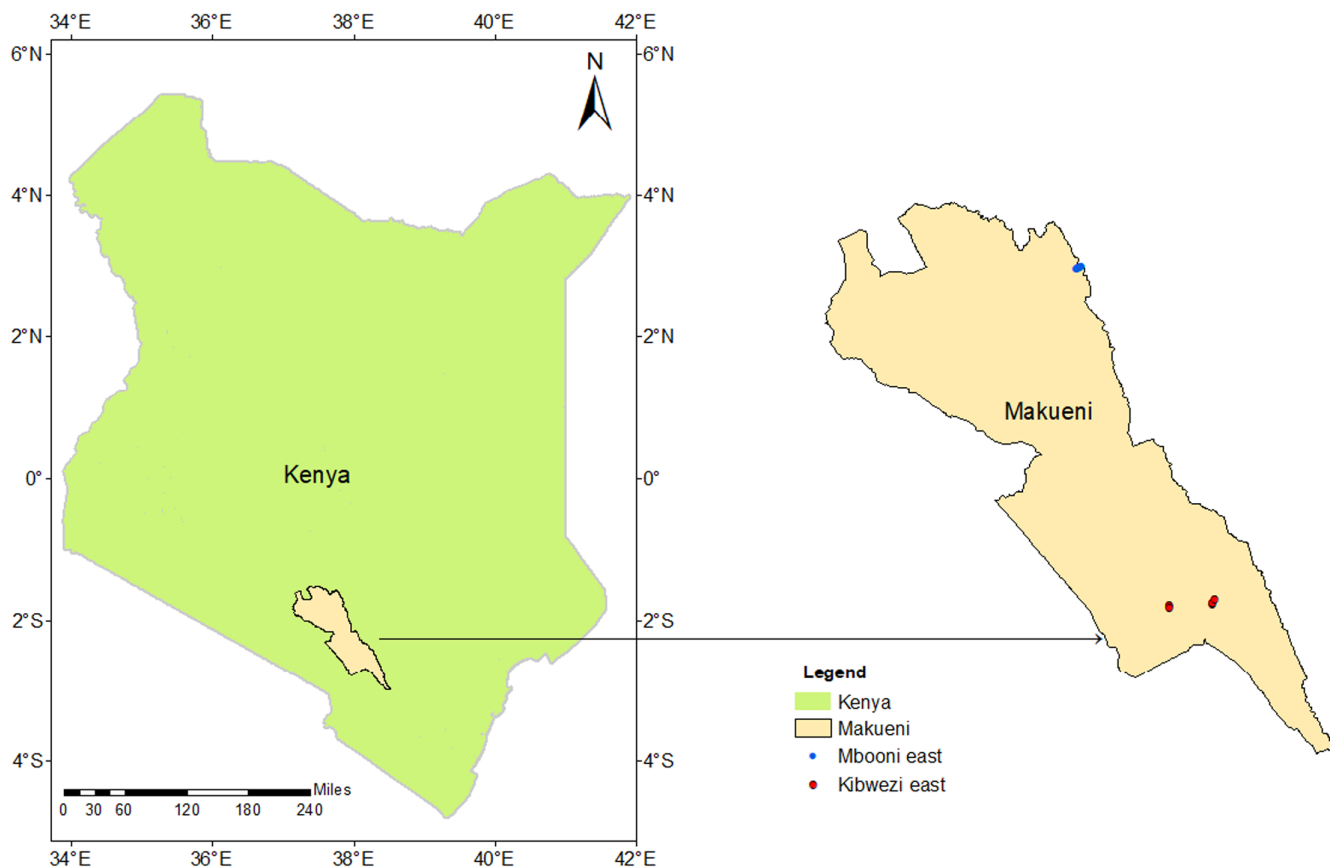 34°E 36°E 38°E 40°E 42°E
6°N 6°N
N
4°N 4°N
2°N 2°N
Makueni
Kenya
0° 0°
2°S 2°S
Legend
Kenya
Makueni
Mbooni east
Kibwezi east
4°S 4°S
Miles
0 30 60 120 180 240
34°E 36°E 38°E 40°E 42°E